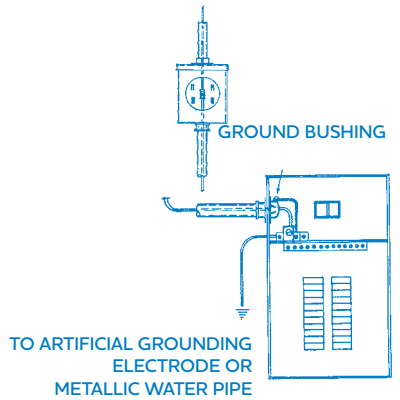 GROUND BUSHING
TO ARTIFICIAL GROUNDING
ELECTRODE OR
METALLIC WATER PIPE